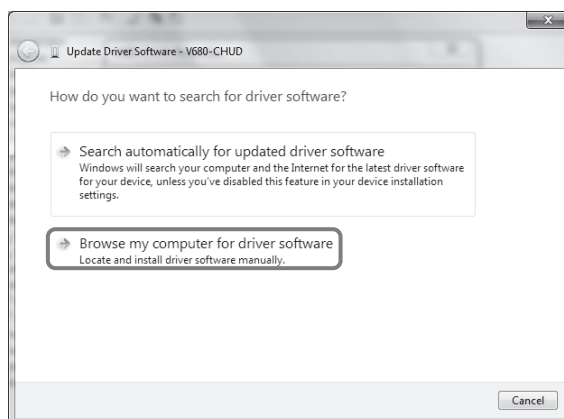 Update Driver Software - V680-CHUD
How do you want to search for driver software?
Search automatically for updated driver software
Windows will search your computer and the Internet for the latest driver software
for your device, unless you've disabled this feature in your device installation
settings.
Browse my computer for driver software
Locate and install driver software manually.
Cancel